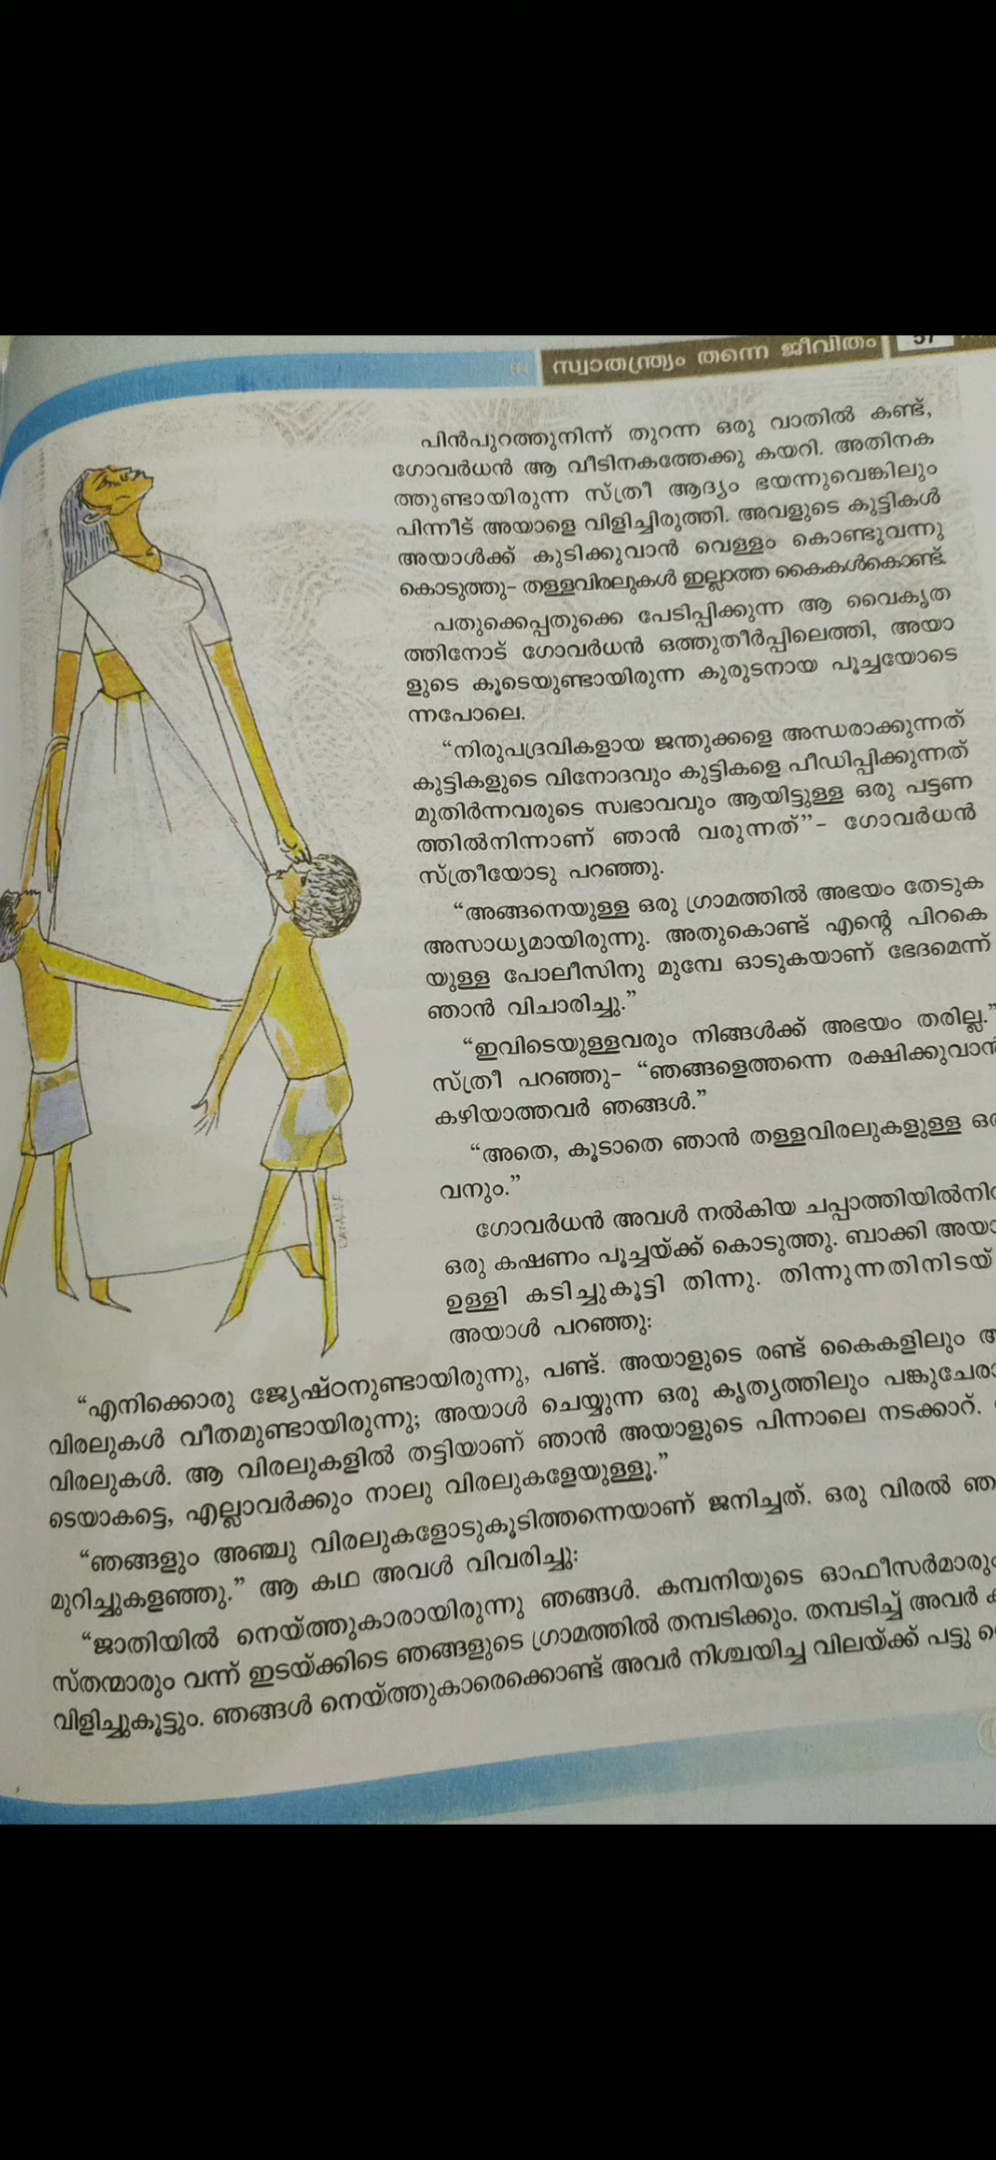 സ്വാതന്ത്ര്യം തന്നെ ജീവിതം
പിൻപുറത്തുനിന്ന് തുറന്ന ഒരു വാതിൽ കണ്ട്,
ഗോവർധൻ ആ വീടിനകത്തേക്കു കയറി. അതിനക
ത്തുണ്ടായിരുന്ന സ്ത്രീ ആദ്യം ഭയന്നുവെങ്കിലും
പിന്നീട് അയാളെ വിളിച്ചിരുത്തി. അവളുടെ കുട്ടികൾ
അയാൾക്ക് കുടിക്കുവാൻ വെള്ളം കൊണ്ടുവന്നു
കൊടുത്തു- തള്ളവിരലുകൾ ഇല്ലാത്ത കൈകൾകൊണ്ട്.
പതുക്കെപ്പതുക്കെ പേടിപ്പിക്കുന്ന ആ വൈകൃത
ത്തിനോട് ഗോവർധൻ ഒത്തുതീർപ്പിലെത്തി, അയാ
ളുടെ കൂടെയുണ്ടായിരുന്ന കുരുടനായ പൂച്ചയോടെ
ന്നപോലെ.
“നിരുപദ്രവികളായ ജന്തുക്കളെ അന്ധരാക്കുന്നത്
കുട്ടികളുടെ വിനോദവും കുട്ടികളെ പീഡിപ്പിക്കുന്നത്
മുതിർന്നവരുടെ സ്വഭാവവും ആയിട്ടുള്ള ഒരു പട്ടണ
ത്തിൽനിന്നാണ് ഞാൻ വരുന്നത്”- ഗോവർധൻ
സ്ത്രീയോടു പറഞ്ഞു.
“അങ്ങനെയുള്ള ഒരു ഗ്രാമത്തിൽ അഭയം തേടുക
അസാധ്യമായിരുന്നു. അതുകൊണ്ട് എന്റെ പിറകെ
യുള്ള പോലീസിനു മുമ്പേ ഓടുകയാണ് ഭേദമെന്ന്
ഞാൻ വിചാരിച്ചു.”
“ഇവിടെയുള്ളവരും നിങ്ങൾക്ക് അഭയം തരില്ല.”
സ്ത്രീ പറഞ്ഞു- “ഞങ്ങളെത്തന്നെ രക്ഷിക്കുവാൻ
കഴിയാത്തവർ ഞങ്ങൾ.”
“അതെ, കൂടാതെ ഞാൻ തള്ളവിരലുകളുള്ള
വനും.”
ഗോവർധൻ അവൾ നൽകിയ ചപ്പാത്തിയിൽനി
ഒരു കഷണം പൂച്ചയ്ക്ക് കൊടുത്തു. ബാക്കി അയാ
ഉള്ളി കടിച്ചുകൂട്ടി തിന്നു. തിന്നുന്നതിനിടയ്
അയാൾ പറഞ്ഞു:
“എനിക്കൊരു ജ്യേഷ്ഠനുണ്ടായിരുന്നു, പണ്ട്. അയാളുടെ രണ്ട് കൈകളിലും
വിരലുകൾ വീതമുണ്ടായിരുന്നു; അയാൾ ചെയ്യുന്ന ഒരു കൃത്യത്തിലും പങ്കുചേരാ
വിരലുകൾ. ആ വിരലുകളിൽ തട്ടിയാണ് ഞാൻ അയാളുടെ പിന്നാലെ നടക്കാറ്.
ടെയാകട്ടെ, എല്ലാവർക്കും നാലു വിരലുകളേയുള്ളൂ.”
“ഞങ്ങളും അഞ്ചു വിരലുകളോടുകൂടിത്തന്നെയാണ് ജനിച്ചത്. ഒരു വിരൽ ഞ
മുറിച്ചുകളഞ്ഞു.” ആ കഥ അവൾ വിവരിച്ചു:
“ജാതിയിൽ നെയ്ത്തുകാരായിരുന്നു ഞങ്ങൾ. കമ്പനിയുടെ ഓഫീസർമാരും
സ്തന്മാരും വന്ന് ഇടയ്ക്കിടെ ഞങ്ങളുടെ ഗ്രാമത്തിൽ തമ്പടിക്കും. തമ്പടിച്ച് അവർ
വിളിച്ചുകൂട്ടും. ഞങ്ങൾ നെയ്ത്തുകാരെക്കൊണ്ട് അവർ നിശ്ചയിച്ച വിലയ്ക്ക് പട്ടു